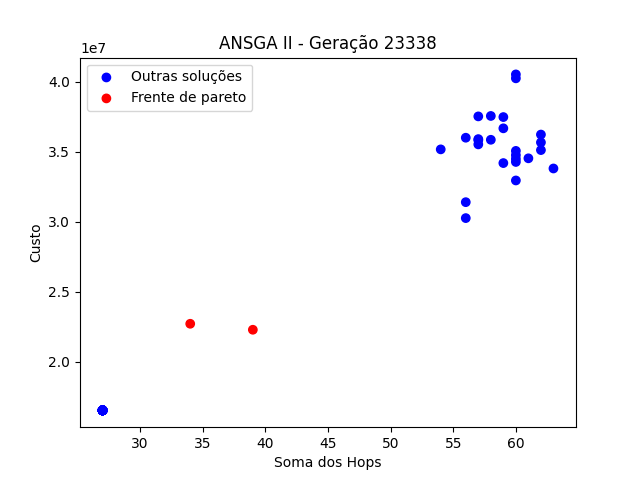 ANSGA II - Geração 23338
1e7
Outras soluções
Frente de pareto
4.0
3.5
3.0
2.5
2.0
Custo
30 35 40 45 50 55 60
Soma dos Hops